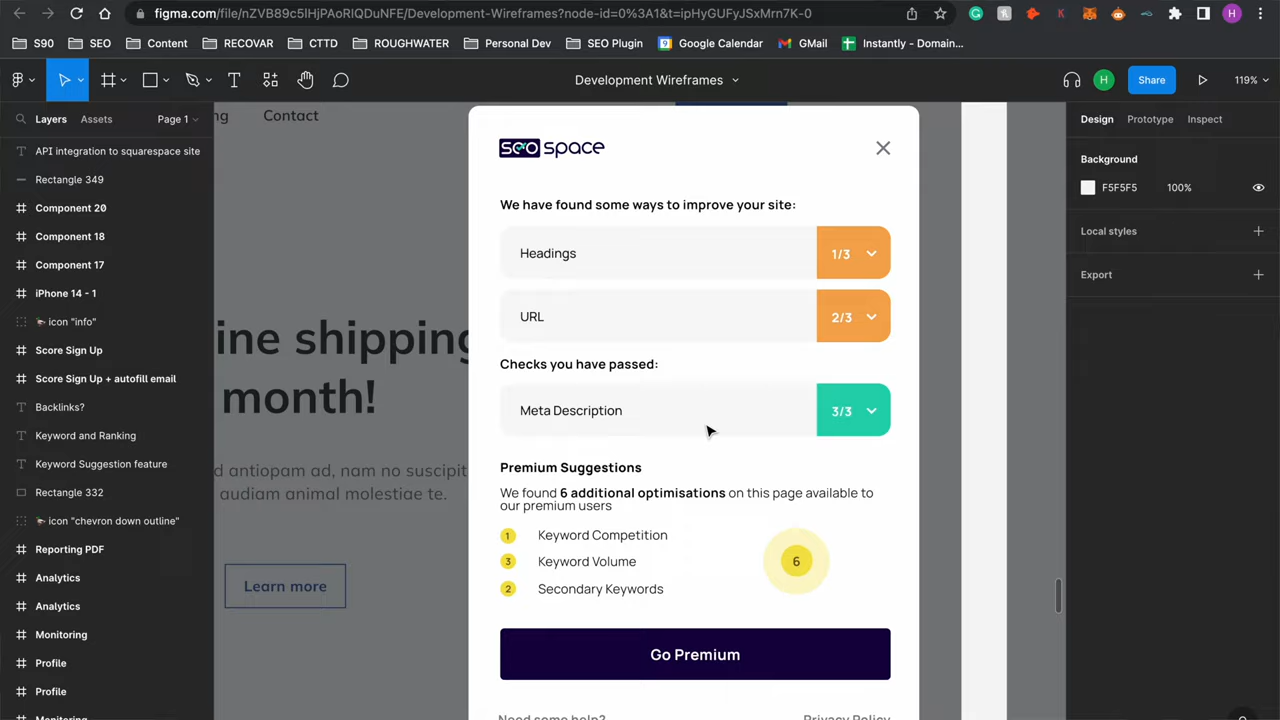 figma.com/file/nZVB89c5lHjPAoRIQDuNFE/Development-Wireframes?node-id=0%3A1&t=ipHyGUFyJSxMrn7K-0
K
H
S90
SEO
Content
RECOVAR
CTTD
ROUGHWATER
Personal Dev
SEO Plugin
Google Calendar
GMail
Instantly - Domain...
Development Wireframes
H
Share
119%
Layers
Assets
Page 1
API integration to squarespace site
Rectangle 349
Component 20
Component 18
Component 17
iPhone 14 - 1
icon "info"
Score Sign Up
Score Sign Up + autofill email
Backlinks?
Keyword and Ranking
Keyword Suggestion feature
Rectangle 332
icon "chevron down outline"
Reporting PDF
Analytics
Analytics
Monitoring
Profile
Profile
Monitoring
ng
Contact
ine shipping
month!
d antiopam ad, nam no suscipit
audiam animal molestiae te.
Learn more
seo space
We have found some ways to improve your site:
Headings
1/3
URL
2/3
Checks you have passed:
Meta Description
3/3
Premium Suggestions
We found 6 additional optimisations on this page available to
our premium users
1 Keyword Competition
3 Keyword Volume
2 Secondary Keywords
6
Go Premium
Need some help?
Privacy Policy
Design
Prototype
Inspect
Background
F5F5F5
100%
Local styles
Export